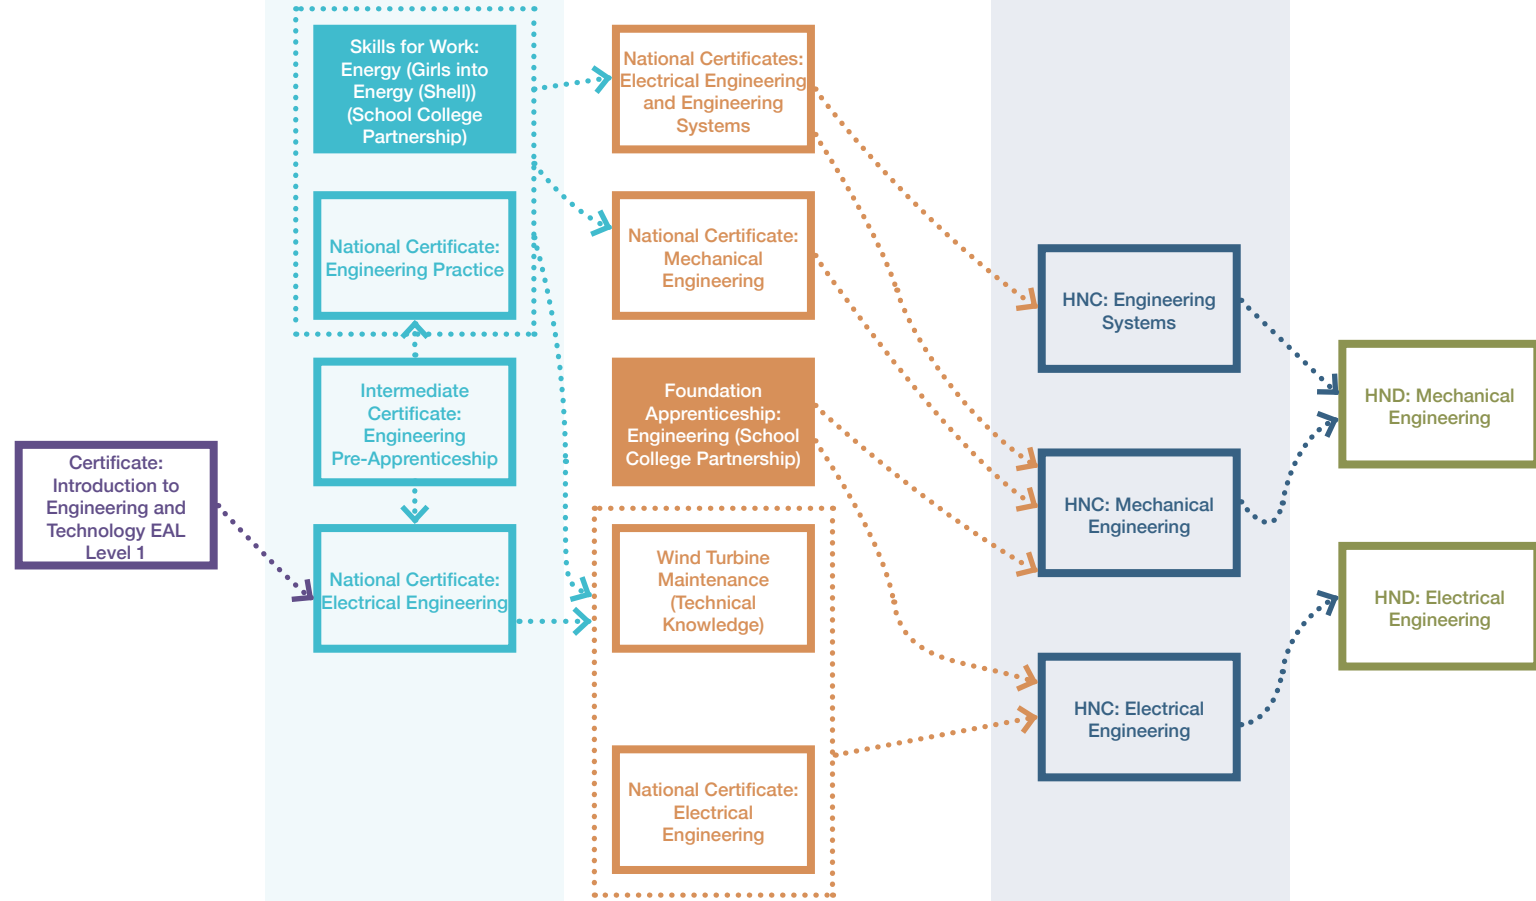 Certificate:
Introduction to
Engineering and
Technology EAL
Level 1
Skills for Work:
Energy (Girls into
Energy (Shell))
(School College
Partnership)
National Certificate:
Engineering Practice
Intermediate
Certificate:
Engineering
Pre-Apprenticeship
National Certificate:
Electrical Engineering
National Certificates:
Electrical Engineering
and Engineering
Systems
National Certificate:
Mechanical
Engineering
Foundation
Apprenticeship:
Engineering (School
College Partnership)
Wind Turbine
Maintenance
(Technical
Knowledge)
National Certificate:
Electrical
Engineering
HNC: Engineering
Systems
HNC: Mechanical
Engineering
HNC: Electrical
Engineering
HND: Mechanical
Engineering
HND: Electrical
Engineering